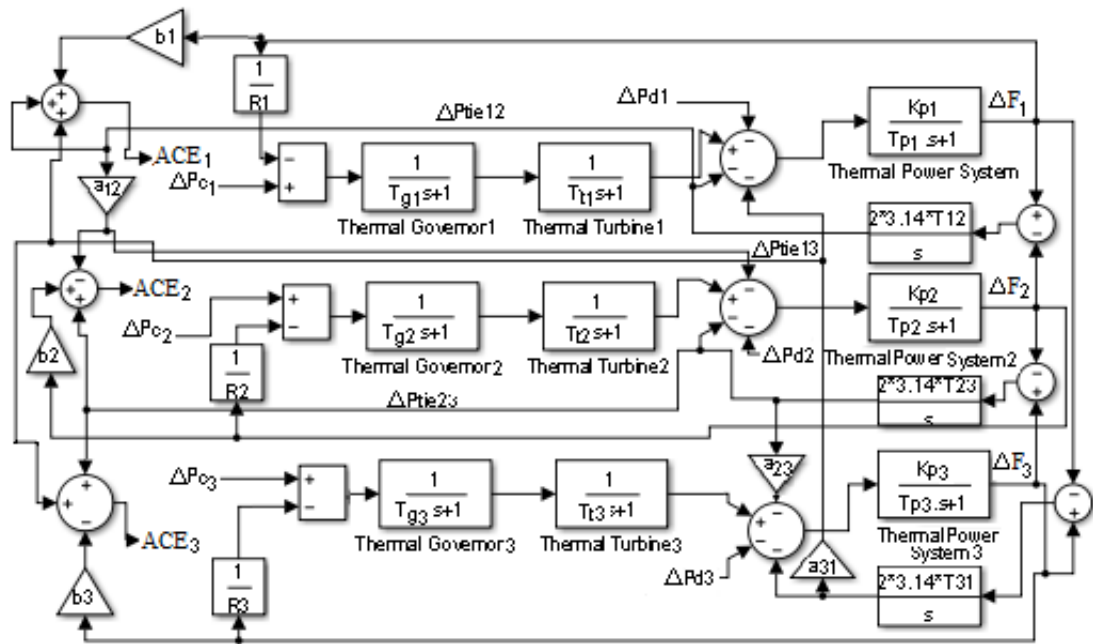 b1
1
R1
ΔPtie12
ΔPd1
Kp1
Tp1 .s+1
ΔF1
Thermal Power System
ACE1
a12
ΔPc1
1
Tg1s+1
Thermal Governor1
1
Tt1s+1
Thermal Turbine1
2*3.14*T12
s
ΔPtie13
ACE2
ΔPc2
1
Tg2 s+1
Thermal Governor2
1
Tt2s+1
Thermal Turbine2
Kp2
Tp2 .s+1
ΔF2
Thermal Power System2
b2
1
R2
ΔPd2
ΔPtie23
2*3.14*T23
s
a23
ΔPc3
1
Tg3 s+1
Thermal Governor3
1
Tt3 s+1
Thermal Turbine3
Kp3
Tp3.s+1
ΔF3
Thermal Power
System3
ACE3
b3
1
R3
ΔPd3
a31
2*3.14*T31
s